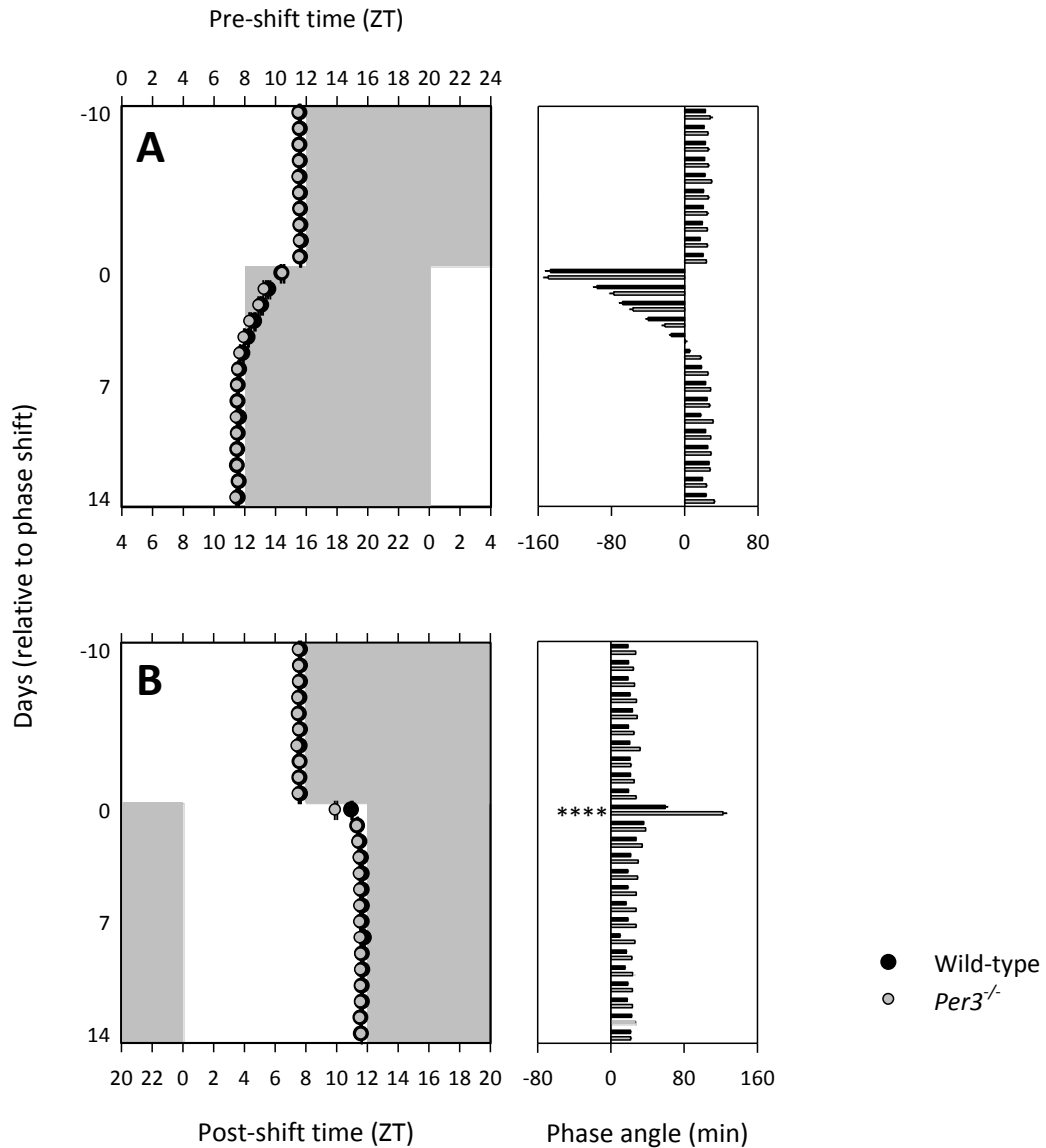 Pre-shift time (ZT)
0 2 4 6 8 10 12 14 16 18 20 22 24
-10
A
0
7
14
4 6 8 10 12 14 16 18 20 22 0 2 4
-160 -80 0 80
Days (relative to phase shift)
-10
B
0
****
7
14
20 22 0 2 4 6 8 10 12 14 16 18 20
-80 0 80 160
Post-shift time (ZT)
Phase angle (min)
Wild-type
Per3-/-